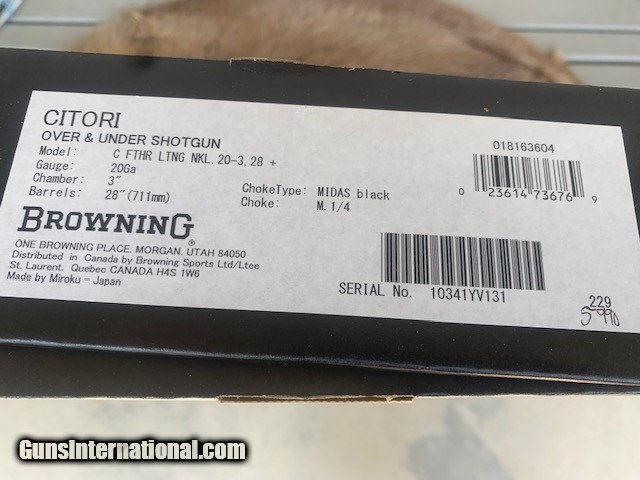 CITORI
OVER & UNDER SHOTGUN
Model: C FTHR LTNG NKL, 20-3, 28 +
Gauge: 20Ga
Chamber: 3"
Barrels: 28"(711mm)
ChokeType: MIDAS black
Choke: M.1/4
018163604
0 23614 73676 9
BROWNING®
ONE BROWNING PLACE. MORGAN. UTAH 84050
Distributed in Canada by Browning Sports Ltd/Ltee
St. Laurent. Quebec CANADA H4S 1W6
Made by Miroku - Japan
SERIAL No. 10341YV131
229
GunsInternational.com